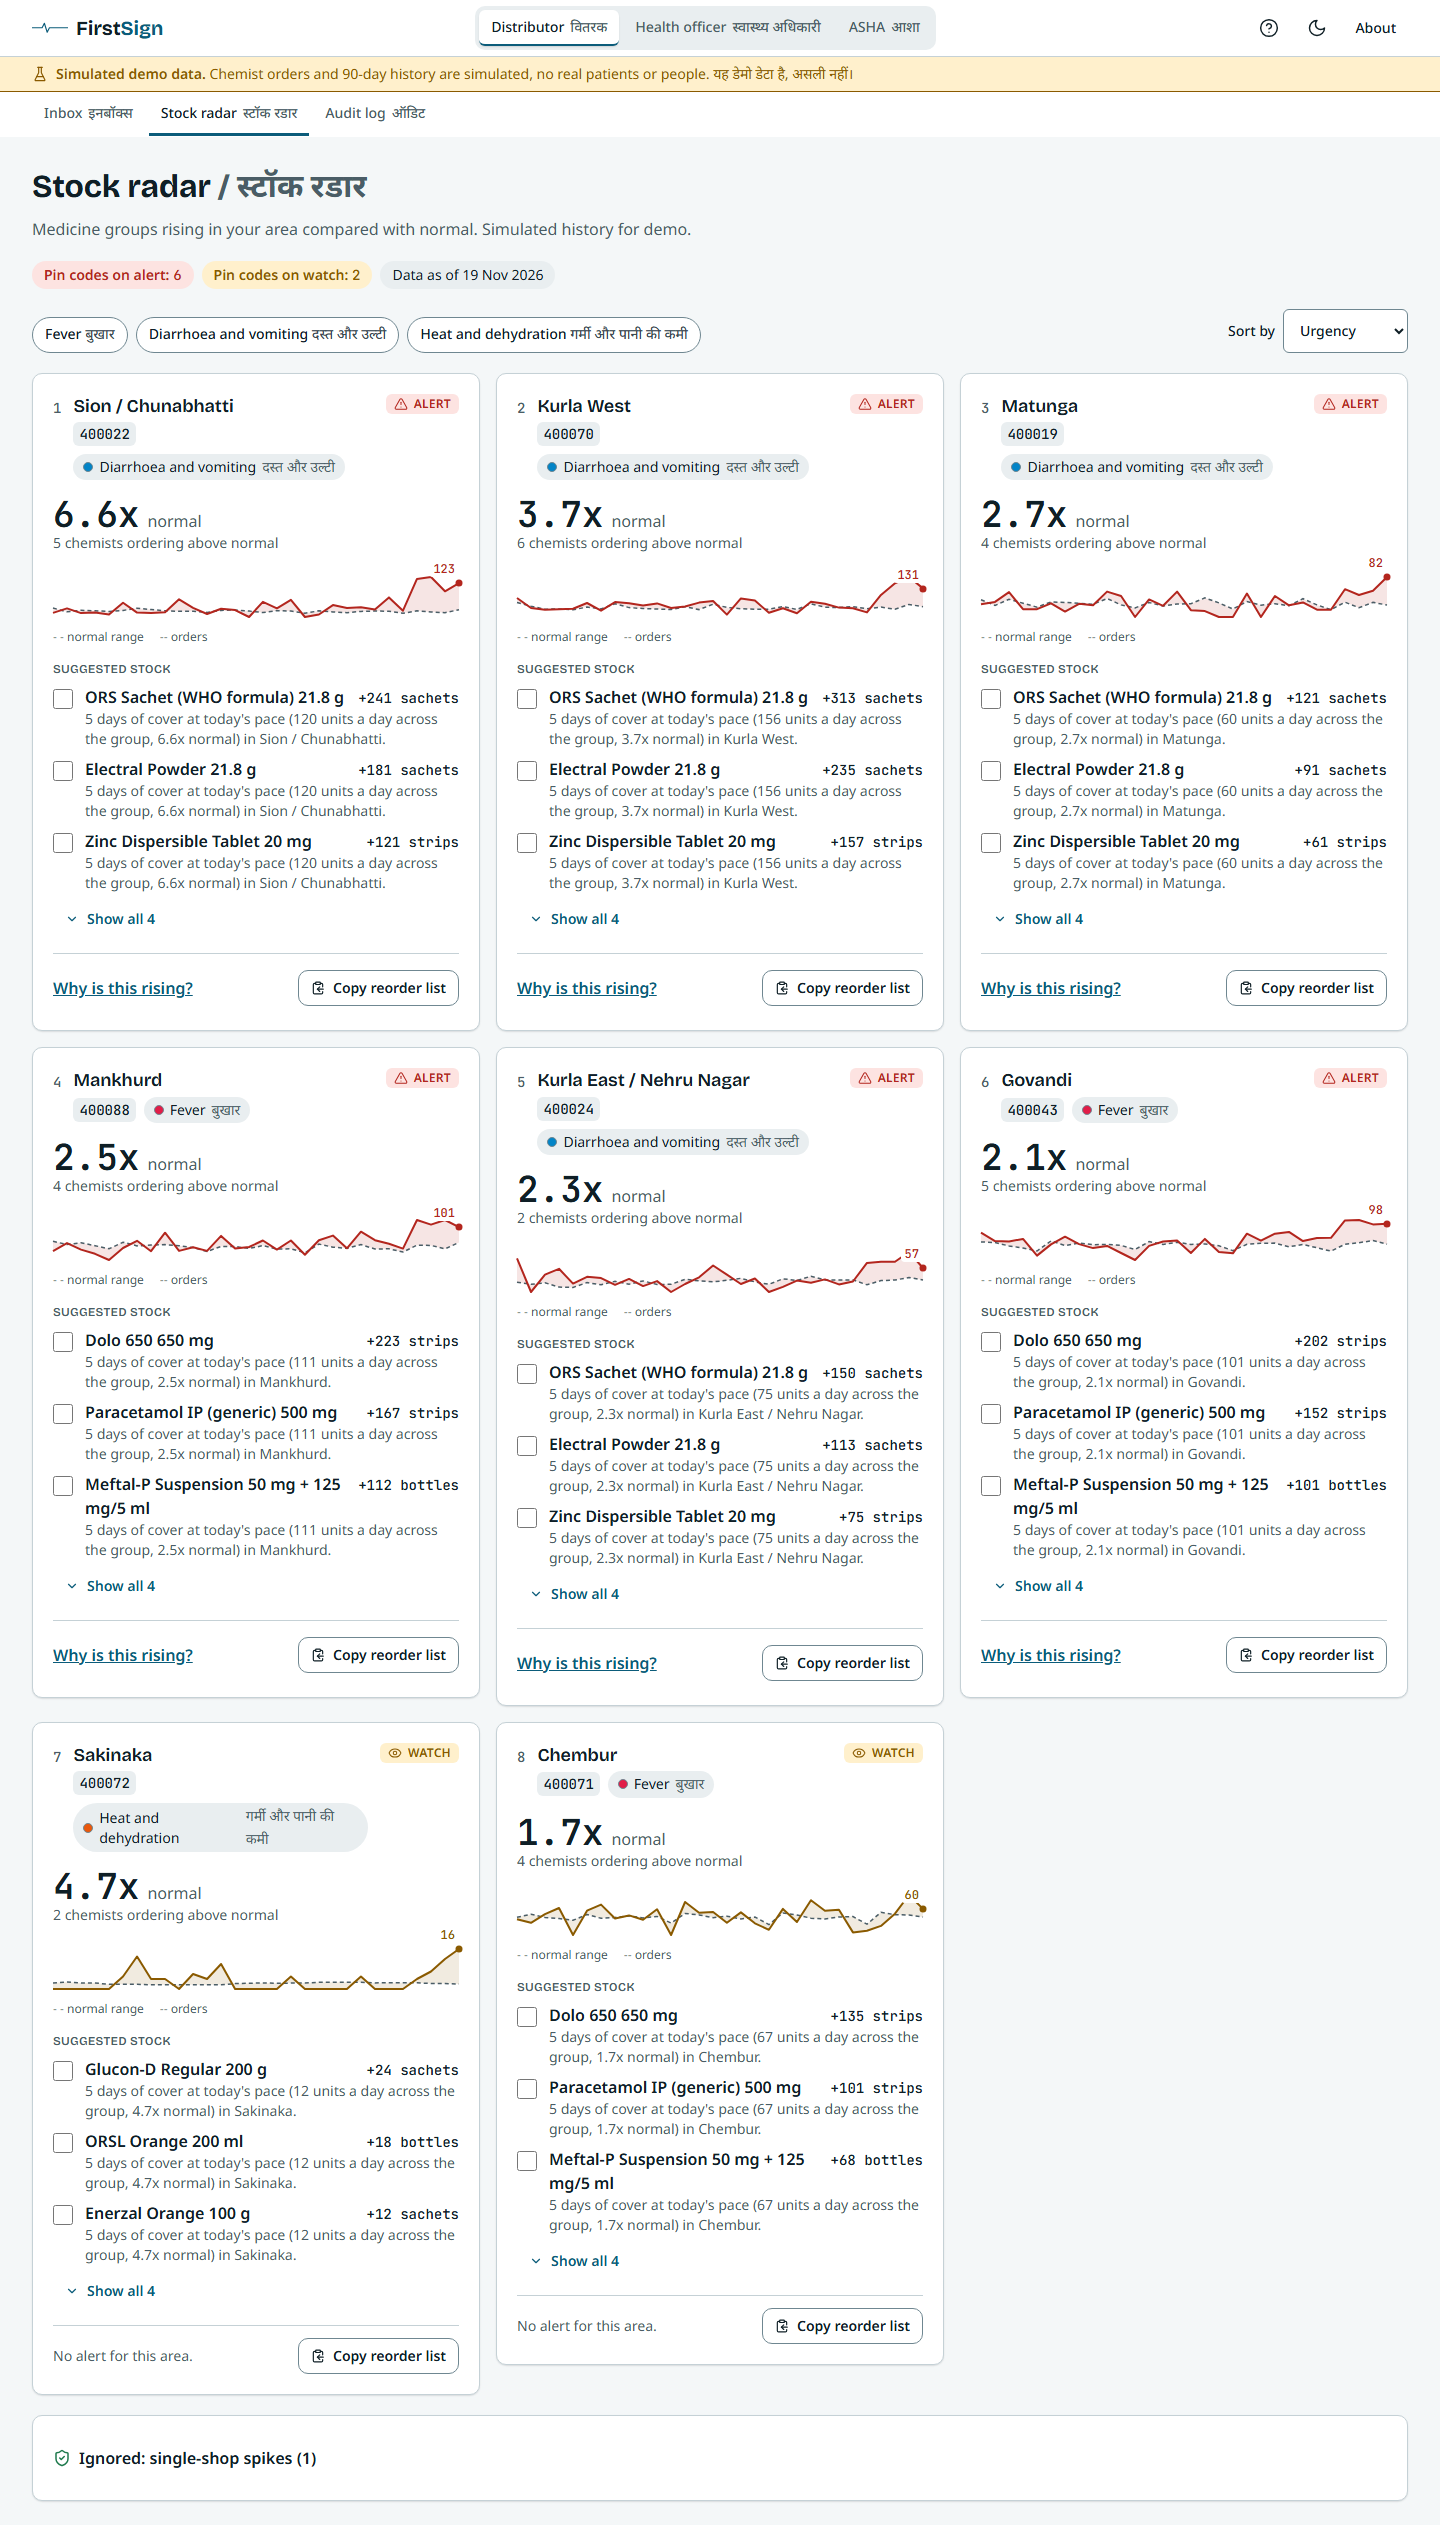 FirstSign
Distributor वितरक
Health officer स्वास्थ्य अधिकारी
ASHA आशा
About
Simulated demo data. Chemist orders and 90-day history are simulated, no real patients or people. यह डेमो डेटा है, असली नहीं।
Inbox इनबॉक्स
Stock radar स्टॉक रडार
Audit log ऑडिट
Stock radar / स्टॉक रडार
Medicine groups rising in your area compared with normal. Simulated history for demo.
Pin codes on alert: 6
Pin codes on watch: 2
Data as of 19 Nov 2026
Fever बुखार
Diarrhoea and vomiting दस्त और उल्टी
Heat and dehydration गर्मी और पानी की कमी
Sort by
Urgency
1 Sion / Chunabhatti
ALERT
400022
Diarrhoea and vomiting दस्त और उल्टी
6.6x normal
5 chemists ordering above normal
123
- - normal range -- orders
SUGGESTED STOCK
ORS Sachet (WHO formula) 21.8 g +241 sachets
5 days of cover at today's pace (120 units a day across
the group, 6.6x normal) in Sion / Chunabhatti.
Electral Powder 21.8 g +181 sachets
5 days of cover at today's pace (120 units a day across
the group, 6.6x normal) in Sion / Chunabhatti.
Zinc Dispersible Tablet 20 mg +121 strips
5 days of cover at today's pace (120 units a day across
the group, 6.6x normal) in Sion / Chunabhatti.
Show all 4
Why is this rising?
Copy reorder list
2 Kurla West
ALERT
400070
Diarrhoea and vomiting दस्त और उल्टी
3.7x normal
6 chemists ordering above normal
131
- - normal range -- orders
SUGGESTED STOCK
ORS Sachet (WHO formula) 21.8 g +313 sachets
5 days of cover at today's pace (156 units a day across
the group, 3.7x normal) in Kurla West.
Electral Powder 21.8 g +235 sachets
5 days of cover at today's pace (156 units a day across
the group, 3.7x normal) in Kurla West.
Zinc Dispersible Tablet 20 mg +157 strips
5 days of cover at today's pace (156 units a day across
the group, 3.7x normal) in Kurla West.
Show all 4
Why is this rising?
Copy reorder list
3 Matunga
ALERT
400019
Diarrhoea and vomiting दस्त और उल्टी
2.7x normal
4 chemists ordering above normal
82
- - normal range -- orders
SUGGESTED STOCK
ORS Sachet (WHO formula) 21.8 g +121 sachets
5 days of cover at today's pace (60 units a day across the
group, 2.7x normal) in Matunga.
Electral Powder 21.8 g +91 sachets
5 days of cover at today's pace (60 units a day across the
group, 2.7x normal) in Matunga.
Zinc Dispersible Tablet 20 mg +61 strips
5 days of cover at today's pace (60 units a day across the
group, 2.7x normal) in Matunga.
Show all 4
Why is this rising?
Copy reorder list
4 Mankhurd
ALERT
400088
Fever बुखार
2.5x normal
4 chemists ordering above normal
101
- - normal range -- orders
SUGGESTED STOCK
Dolo 650 650 mg +223 strips
5 days of cover at today's pace (111 units a day across
the group, 2.5x normal) in Mankhurd.
Paracetamol IP (generic) 500 mg +167 strips
5 days of cover at today's pace (111 units a day across
the group, 2.5x normal) in Mankhurd.
Meftal-P Suspension 50 mg + 125 +112 bottles
mg/5 ml
5 days of cover at today's pace (111 units a day across
the group, 2.5x normal) in Mankhurd.
Show all 4
Why is this rising?
Copy reorder list
5 Kurla East / Nehru Nagar
ALERT
400024
Diarrhoea and vomiting दस्त और उल्टी
2.3x normal
2 chemists ordering above normal
57
- - normal range -- orders
SUGGESTED STOCK
ORS Sachet (WHO formula) 21.8 g +150 sachets
5 days of cover at today's pace (75 units a day across the
group, 2.3x normal) in Kurla East / Nehru Nagar.
Electral Powder 21.8 g +113 sachets
5 days of cover at today's pace (75 units a day across the
group, 2.3x normal) in Kurla East / Nehru Nagar.
Zinc Dispersible Tablet 20 mg +75 strips
5 days of cover at today's pace (75 units a day across the
group, 2.3x normal) in Kurla East / Nehru Nagar.
Show all 4
Why is this rising?
Copy reorder list
6 Govandi
ALERT
400043
Fever बुखार
2.1x normal
5 chemists ordering above normal
98
- - normal range -- orders
SUGGESTED STOCK
Dolo 650 650 mg +202 strips
5 days of cover at today's pace (101 units a day across
the group, 2.1x normal) in Govandi.
Paracetamol IP (generic) 500 mg +152 strips
5 days of cover at today's pace (101 units a day across
the group, 2.1x normal) in Govandi.
Meftal-P Suspension 50 mg + 125 +101 bottles
mg/5 ml
5 days of cover at today's pace (101 units a day across
the group, 2.1x normal) in Govandi.
Show all 4
Why is this rising?
Copy reorder list
7 Sakinaka
WATCH
400072
Heat and
dehydration
गर्मी और पानी की
कमी
4.7x normal
2 chemists ordering above normal
16
- - normal range -- orders
SUGGESTED STOCK
Glucon-D Regular 200 g +24 sachets
5 days of cover at today's pace (12 units a day across the
group, 4.7x normal) in Sakinaka.
ORSL Orange 200 ml +18 bottles
5 days of cover at today's pace (12 units a day across the
group, 4.7x normal) in Sakinaka.
Enerzal Orange 100 g +12 sachets
5 days of cover at today's pace (12 units a day across the
group, 4.7x normal) in Sakinaka.
Show all 4
No alert for this area.
Copy reorder list
8 Chembur
WATCH
400071
Fever बुखार
1.7x normal
4 chemists ordering above normal
60
- - normal range -- orders
SUGGESTED STOCK
Dolo 650 650 mg +135 strips
5 days of cover at today's pace (67 units a day across the
group, 1.7x normal) in Chembur.
Paracetamol IP (generic) 500 mg +101 strips
5 days of cover at today's pace (67 units a day across the
group, 1.7x normal) in Chembur.
Meftal-P Suspension 50 mg + 125 +68 bottles
mg/5 ml
5 days of cover at today's pace (67 units a day across the
group, 1.7x normal) in Chembur.
Show all 4
No alert for this area.
Copy reorder list
Ignored: single-shop spikes (1)